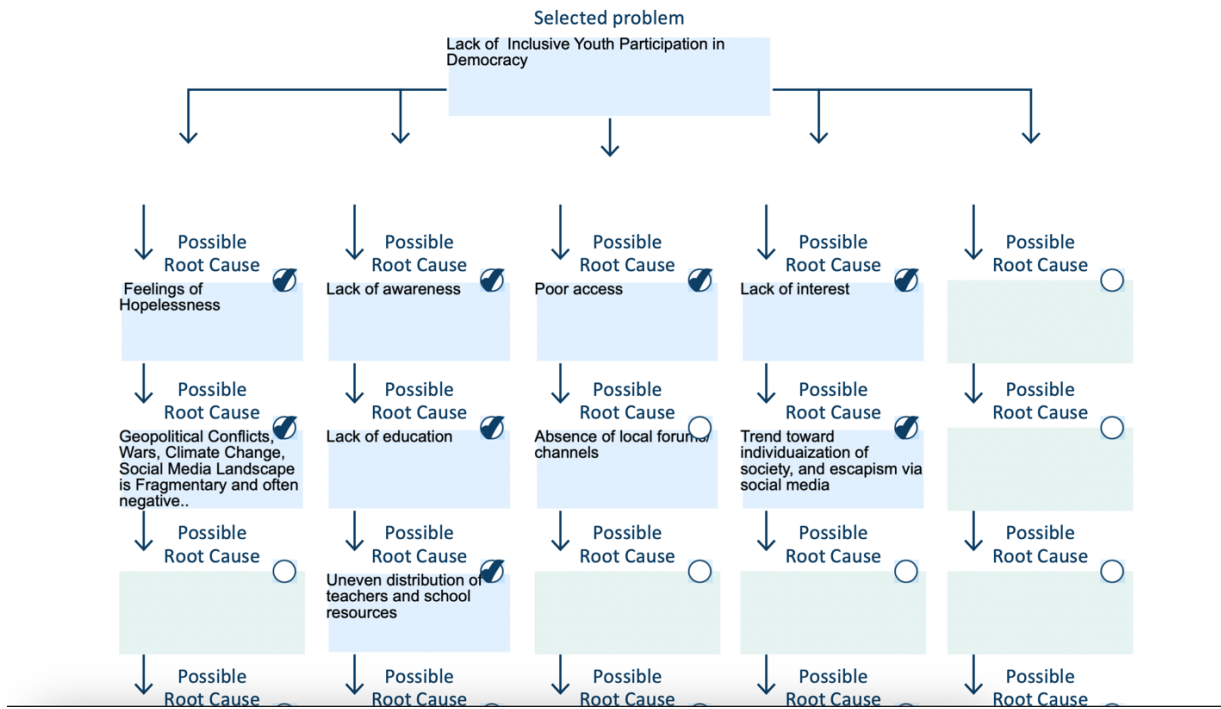 Selected problem
Lack of  Inclusive Youth Participation in
Democracy
Possible
Root Cause
Possible
Root Cause
Possible
Root Cause
Possible
Root Cause
Possible
Root Cause
Feelings of
Hopelessness
Lack of awareness
Poor access
Lack of interest
Possible
Root Cause
Possible
Root Cause
Possible
Root Cause
Possible
Root Cause
Possible
Root Cause
Geopolitical Conflicts,
Wars, Climate Change,
Social Media Landscape
is Fragmentary and often
negative..
Lack of education
Absence of local forums/
channels
Trend toward
individuaization of
society, and escapism via
social media
Possible
Root Cause
Possible
Root Cause
Possible
Root Cause
Possible
Root Cause
Possible
Root Cause
Uneven distribution of
teachers and school
resources
Possible
Root Cause
Possible
Root Cause
Possible
Root Cause
Possible
Root Cause
Possible
Root Cause